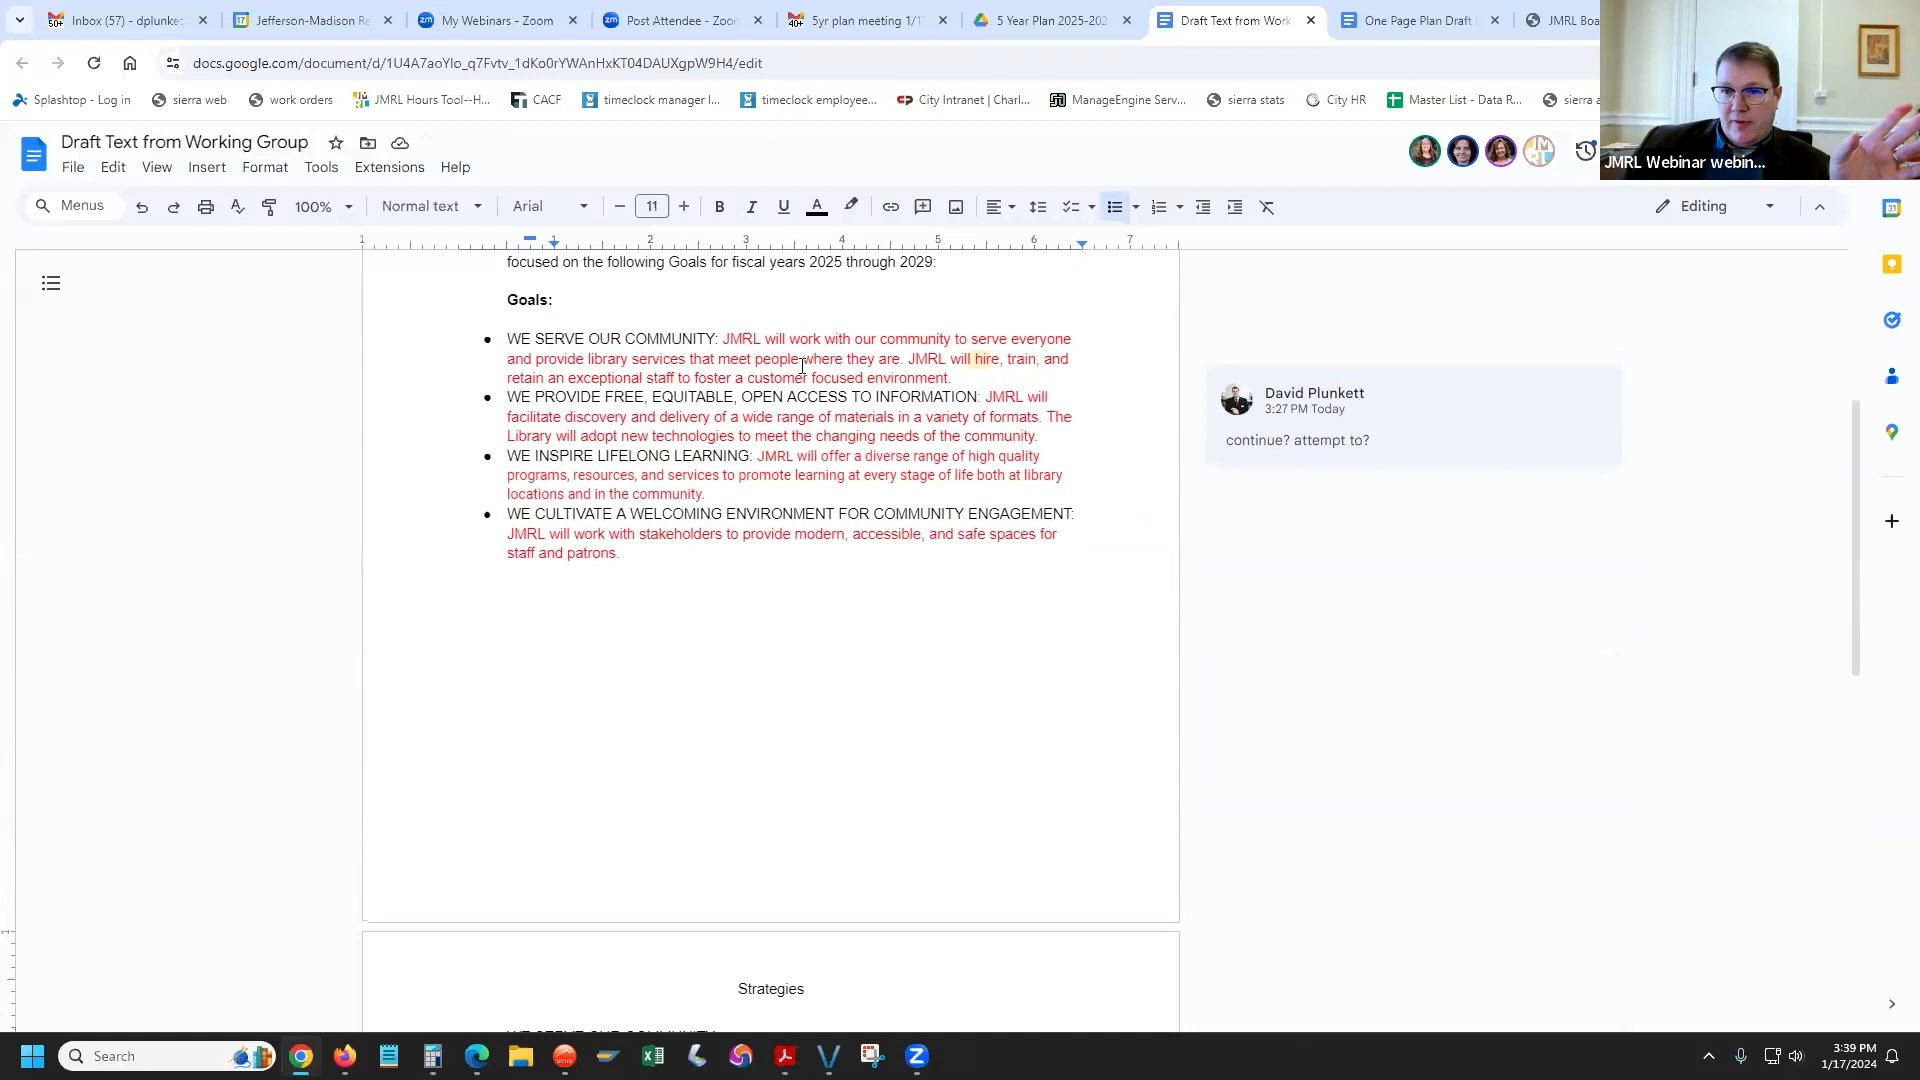 Inbox (57) - dplunke
Jefferson-Madison Re
My Webinars - Zoom
Post Attendee - Zoom
5yr plan meeting 1/1
5 Year Plan 2025-202
Draft Text from Work
One Page Plan Draft
JMRL Boa
docs.google.com/document/d/1U4A7aoYlo_q7Fvtv_1dKo0rYWAnHxKT04DAUXgpW9H4/edit
Splashtop - Log in
sierra web
work orders
JMRL Hours Tool--H...
CACF
timeclock manager l...
timeclock employee...
City Intranet | Charl...
ManageEngine Serv...
sierra stats
City HR
Master List - Data R...
sierra a
JMRL Webinar webin...
Draft Text from Working Group
File Edit View Insert Format Tools Extensions Help
Menus 100% Normal text Arial 11 B I U A Editing
1 1 2 3 4 5 6 7
focused on the following Goals for fiscal years 2025 through 2029:
Goals:
● WE SERVE OUR COMMUNITY: JMRL will work with our community to serve everyone
and provide library services that meet people where they are. JMRL will hire, train, and
retain an exceptional staff to foster a customer focused environment.
● WE PROVIDE FREE, EQUITABLE, OPEN ACCESS TO INFORMATION: JMRL will
facilitate discovery and delivery of a wide range of materials in a variety of formats. The
Library will adopt new technologies to meet the changing needs of the community.
● WE INSPIRE LIFELONG LEARNING: JMRL will offer a diverse range of high quality
programs, resources, and services to promote learning at every stage of life both at library
locations and in the community.
● WE CULTIVATE A WELCOMING ENVIRONMENT FOR COMMUNITY ENGAGEMENT:
JMRL will work with stakeholders to provide modern, accessible, and safe spaces for
staff and patrons.
David Plunkett
3:27 PM Today
continue? attempt to?
Strategies
Search
3:39 PM
1/17/2024